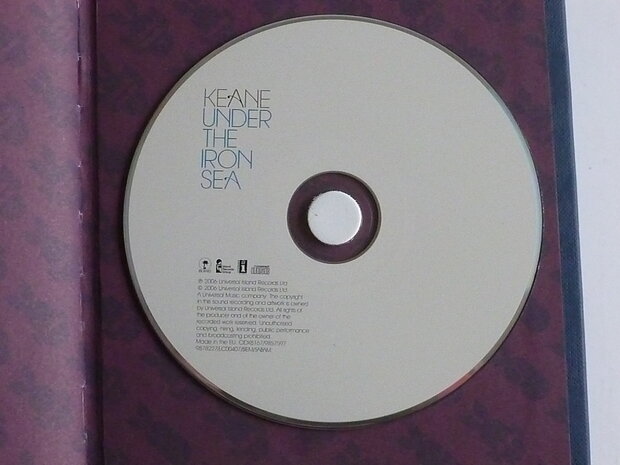 KEANE
UNDER
THE
IRON
SEA
℗ 2006 Universal Island Records Ltd.
© 2006 Universal Island Records Ltd.
A Universal Music company. The copyright
in this sound recording and artwork is owned
by Universal Island Records Ltd. All rights of
the producer and of the owner of the
recorded work reserved. Unauthorised
copying, hiring, lending, public performance
and broadcasting prohibited.
Made in the EU.